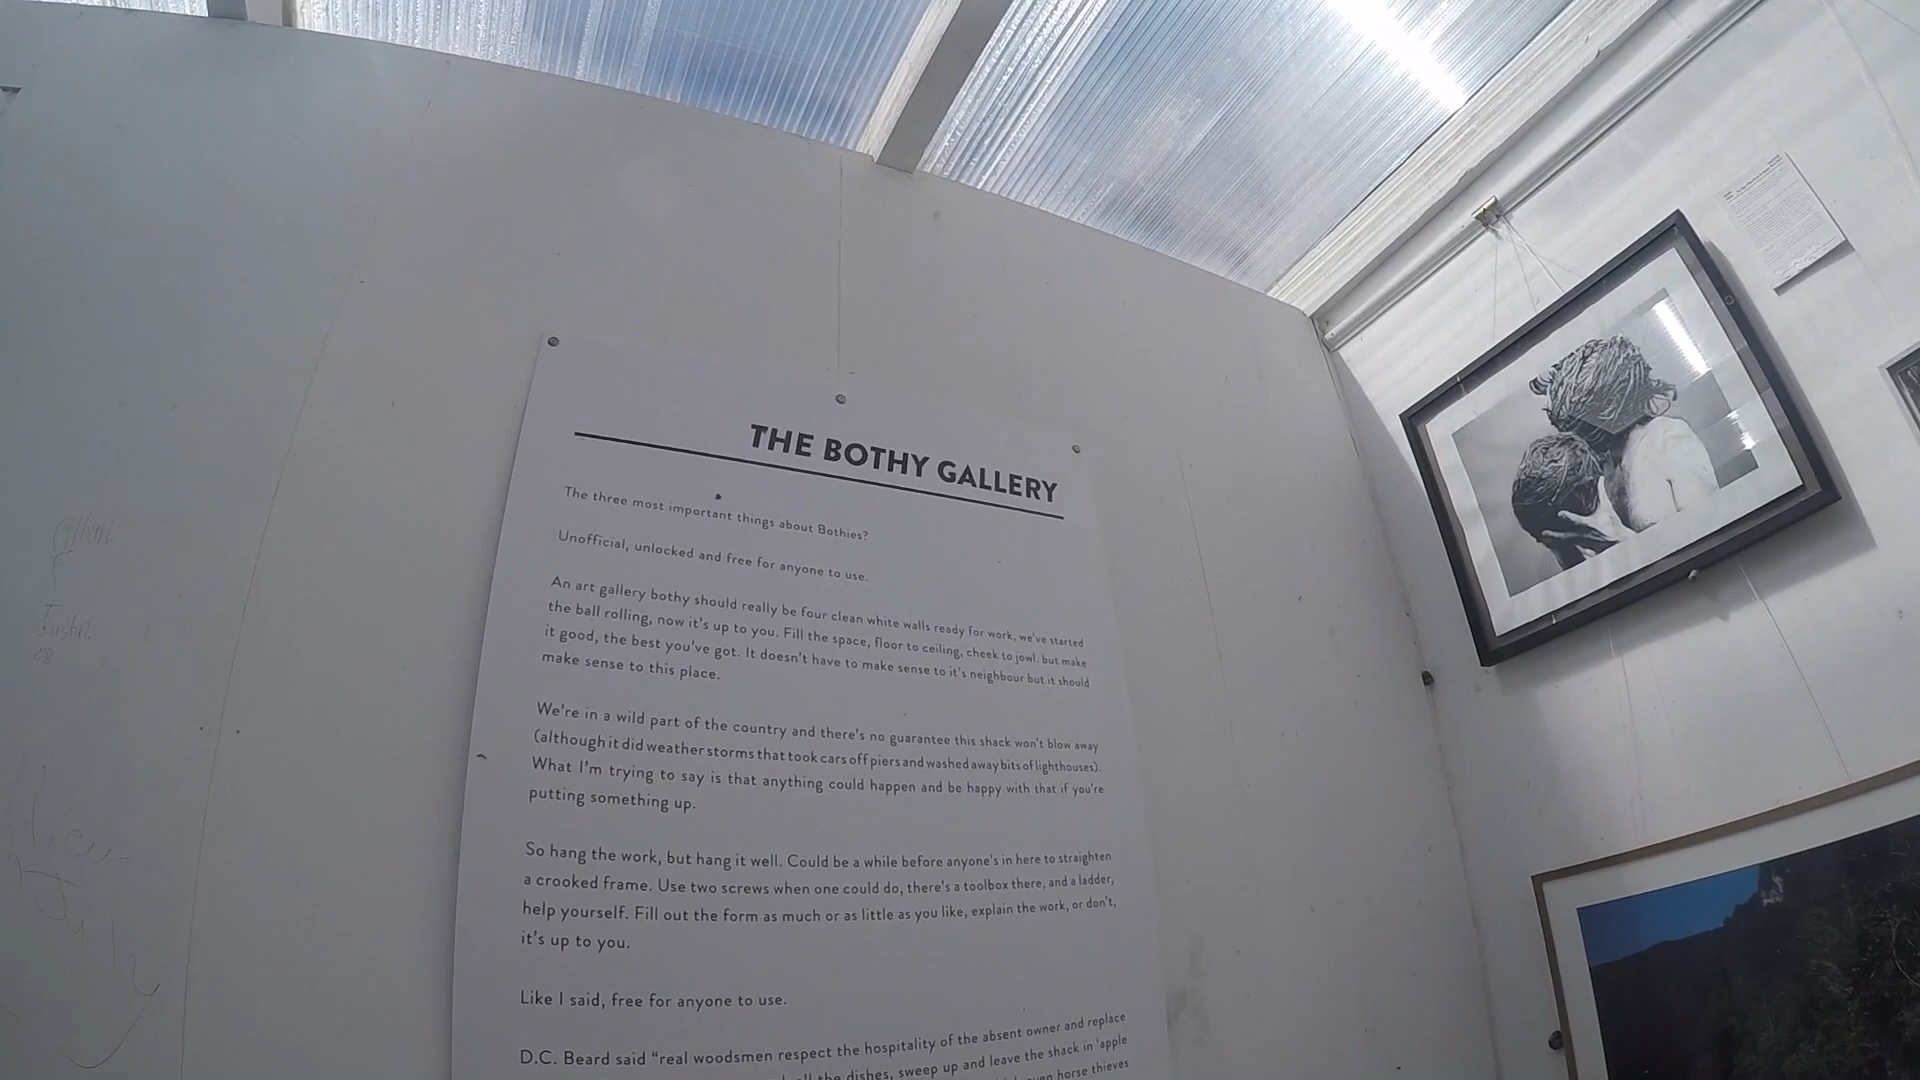 THE BOTHY GALLERY
The three most important things about Bothies?
Unofficial, unlocked and free for anyone to use.
An art gallery bothy should really be four clean white walls ready for work, we've started
the ball rolling, now it's up to you. Fill the space, floor to ceiling, cheek to jowl. but make
it good, the best you've got. It doesn't have to make sense to it's neighbour but it should
make sense to this place.
We're in a wild part of the country and there's no guarantee this shack won't blow away
(although it did weather storms that took cars off piers and washed away bits of lighthouses).
What I'm trying to say is that anything could happen and be happy with that if you're
putting something up.
So hang the work, but hang it well. Could be a while before anyone's in here to straighten
a crooked frame. Use two screws when one could do, there's a toolbox there, and a ladder,
help yourself. Fill out the form as much or as little as you like, explain the work, or don't,
it's up to you.
Like I said, free for anyone to use.
D.C. Beard said “real woodsmen respect the hospitality of the absent owner and replace
all the dishes, sweep up and leave the shack in 'apple
even horse thieves
Justin.
08